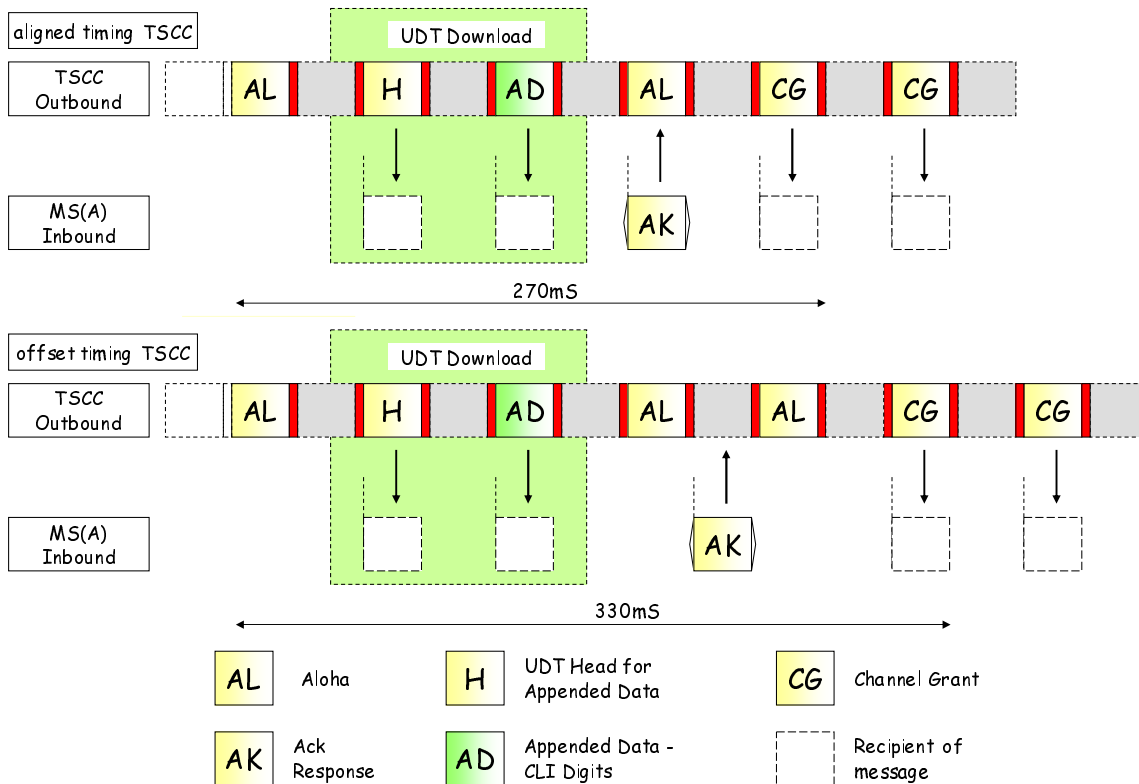 aligned timing TSCC
UDT Download
TSCC
Outbound
AL
H
AD
AL
CG
CG
MS(A)
Inbound
AK
270mS
offset timing TSCC
UDT Download
TSCC
Outbound
AL
H
AD
AL
AL
CG
CG
MS(A)
Inbound
AK
330mS
AL
Aloha
H
UDT Head for
Appended Data
CG
Channel Grant
AK
Ack
Response
AD
Appended Data -
CLI Digits
Recipient of
message